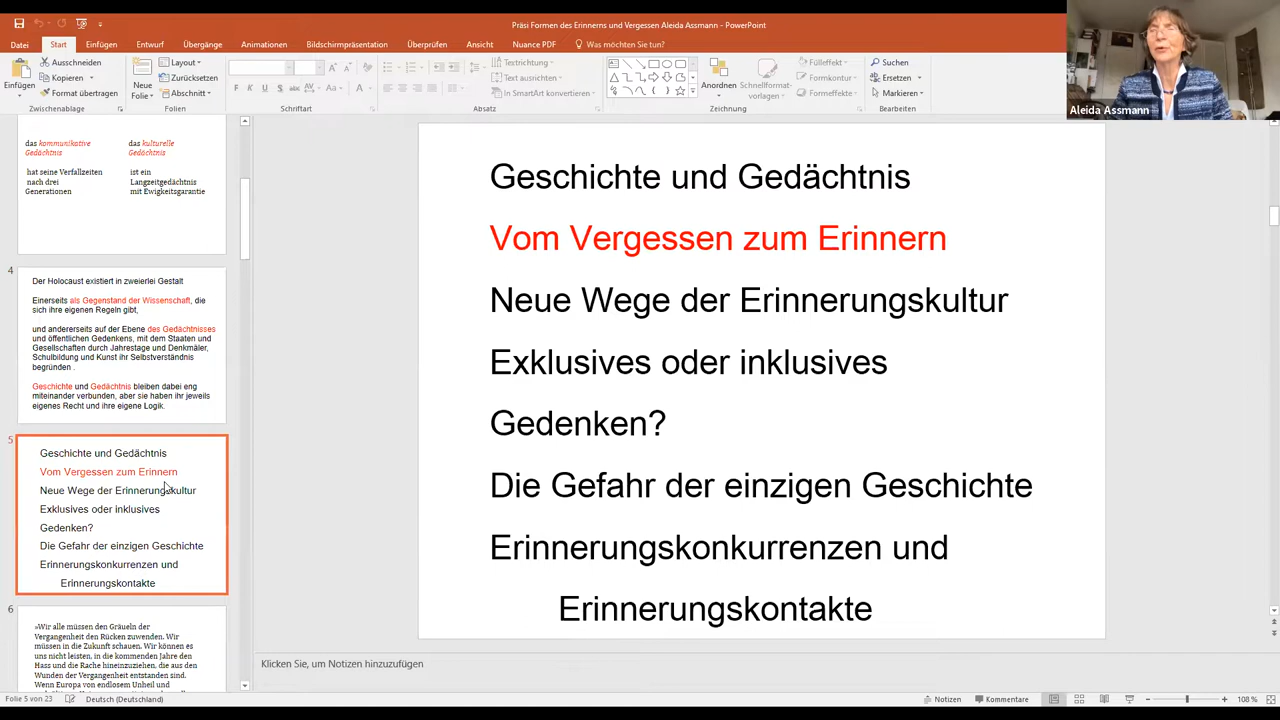 Präsi Formen des Erinnerns und Vergessen Aleida Assmann - PowerPoint
Datei Start Einfügen Entwurf Übergänge Animationen Bildschirmpräsentation Überprüfen Ansicht Nuance PDF Was möchten Sie tun?
Einfügen
Ausschneiden
Kopieren
Format übertragen
Zwischenablage
Neue
Folie
Layout
Zurücksetzen
Abschnitt
Folien
F K U S abc
Schriftart
Textrichtung
Text ausrichten
In SmartArt konvertieren
Absatz
Anordnen
Schnellformat-
vorlagen
Fülleffekt
Formkontur
Formeffekte
Zeichnung
Suchen
Ersetzen
Markieren
Bearbeiten
Aleida Assmann
das kommunikative
Gedächtnis
hat seine Verfallzeiten
nach drei
Generationen
das kulturelle
Gedächtnis
ist ein
Langzeitgedächtnis
mit Ewigkeitsgarantie
4
Der Holocaust existiert in zweierlei Gestalt
Einerseits als Gegenstand der Wissenschaft, die
sich ihre eigenen Regeln gibt,
und andererseits auf der Ebene des Gedächtnisses
und öffentlichen Gedenkens, mit dem Staaten und
Gesellschaften durch Jahrestage und Denkmäler,
Schulbildung und Kunst ihr Selbstverständnis
begründen .
Geschichte und Gedächtnis bleiben dabei eng
miteinander verbunden, aber sie haben ihr jeweils
eigenes Recht und ihre eigene Logik.
5
Geschichte und Gedächtnis
Vom Vergessen zum Erinnern
Neue Wege der Erinnerungskultur
Exklusives oder inklusives
Gedenken?
Die Gefahr der einzigen Geschichte
Erinnerungskonkurrenzen und
Erinnerungskontakte
6
»Wir alle müssen den Gräueln der
Vergangenheit den Rücken zuwenden. Wir
müssen in die Zukunft schauen. Wir können es
uns nicht leisten, in die kommenden Jahre den
Hass und die Rache hineinzuziehen, die aus den
Wunden der Vergangenheit entstanden sind.
Wenn Europa von endlosem Unheil und
Geschichte und Gedächtnis
Vom Vergessen zum Erinnern
Neue Wege der Erinnerungskultur
Exklusives oder inklusives
Gedenken?
Die Gefahr der einzigen Geschichte
Erinnerungskonkurrenzen und
Erinnerungskontakte
Klicken Sie, um Notizen hinzuzufügen
Folie 5 von 23 Deutsch (Deutschland) Notizen Kommentare 108 %